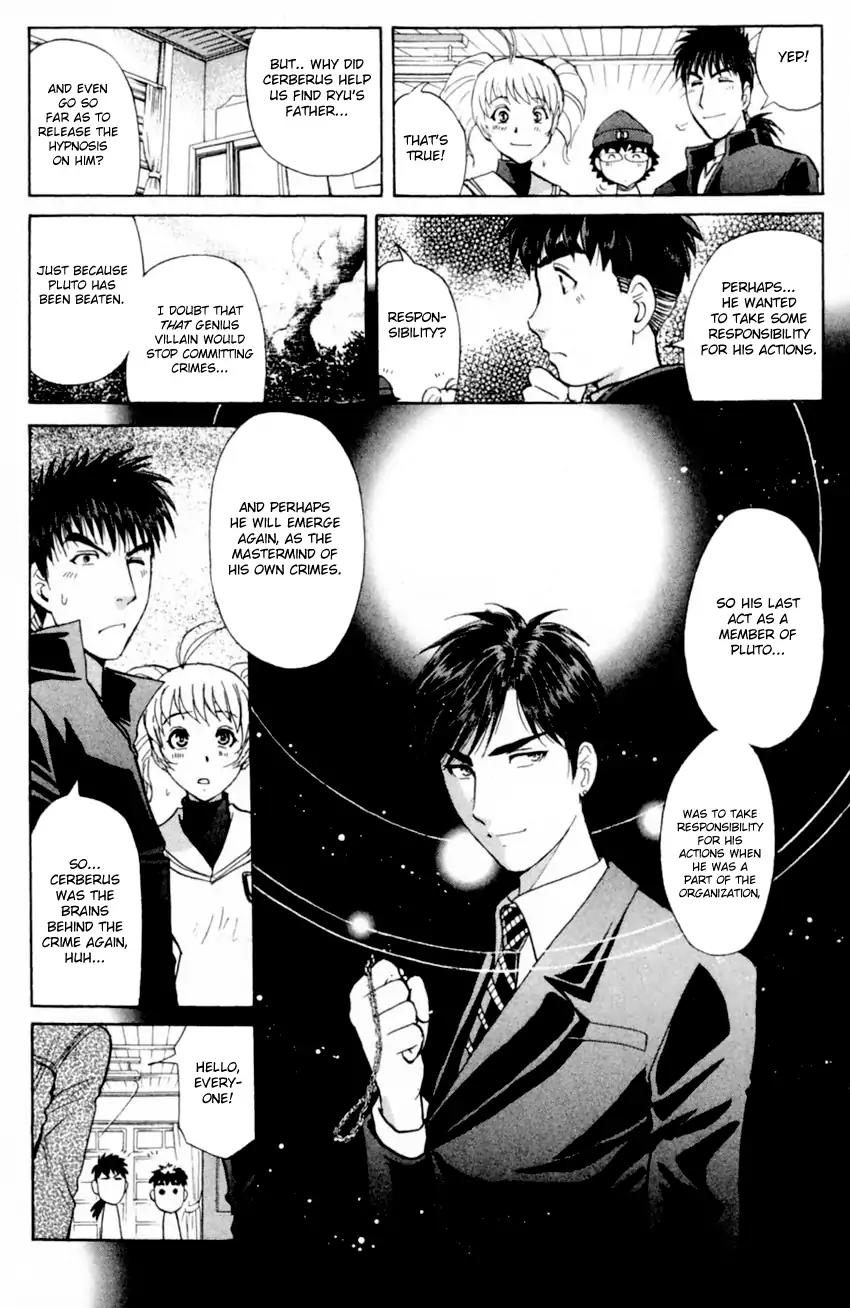 YEP!
THAT'S
TRUE!
BUT.. WHY DID
CERBERUS HELP
US FIND RYU'S
FATHER...
AND EVEN
GO SO
FAR AS TO
RELEASE THE
HYPNOSIS
ON HIM?
PERHAPS...
HE WANTED
TO TAKE SOME
RESPONSIBILITY
FOR HIS ACTIONS.
RESPON-
SIBILITY?
I DOUBT THAT
THAT GENIUS
VILLAIN WOULD
STOP COMMITTING
CRIMES...
JUST BECAUSE
PLUTO HAS
BEEN BEATEN.
SO HIS LAST
ACT AS A
MEMBER OF
PLUTO...
WAS TO TAKE
RESPONSIBILITY
FOR HIS
ACTIONS WHEN
HE WAS A
PART OF THE
ORGANIZATION,
AND PERHAPS
HE WILL EMERGE
AGAIN, AS THE
MASTERMIND OF
HIS OWN CRIMES.
SO...
CERBERUS
WAS THE
BRAINS
BEHIND THE
CRIME AGAIN,
HUH...
HELLO,
EVERY-
ONE!